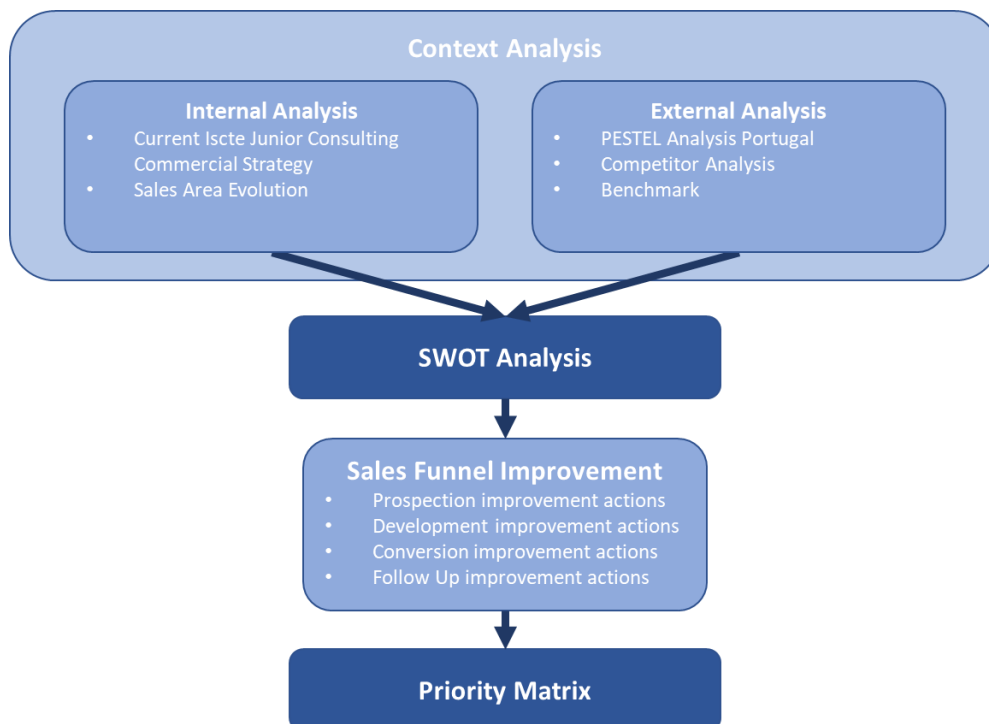 Context Analysis
Internal Analysis
• Current Iscte Junior Consulting
Commercial Strategy
• Sales Area Evolution
External Analysis
• PESTEL Analysis Portugal
• Competitor Analysis
• Benchmark
SWOT Analysis
Sales Funnel Improvement
• Prospection improvement actions
• Development improvement actions
• Conversion improvement actions
• Follow Up improvement actions
Priority Matrix